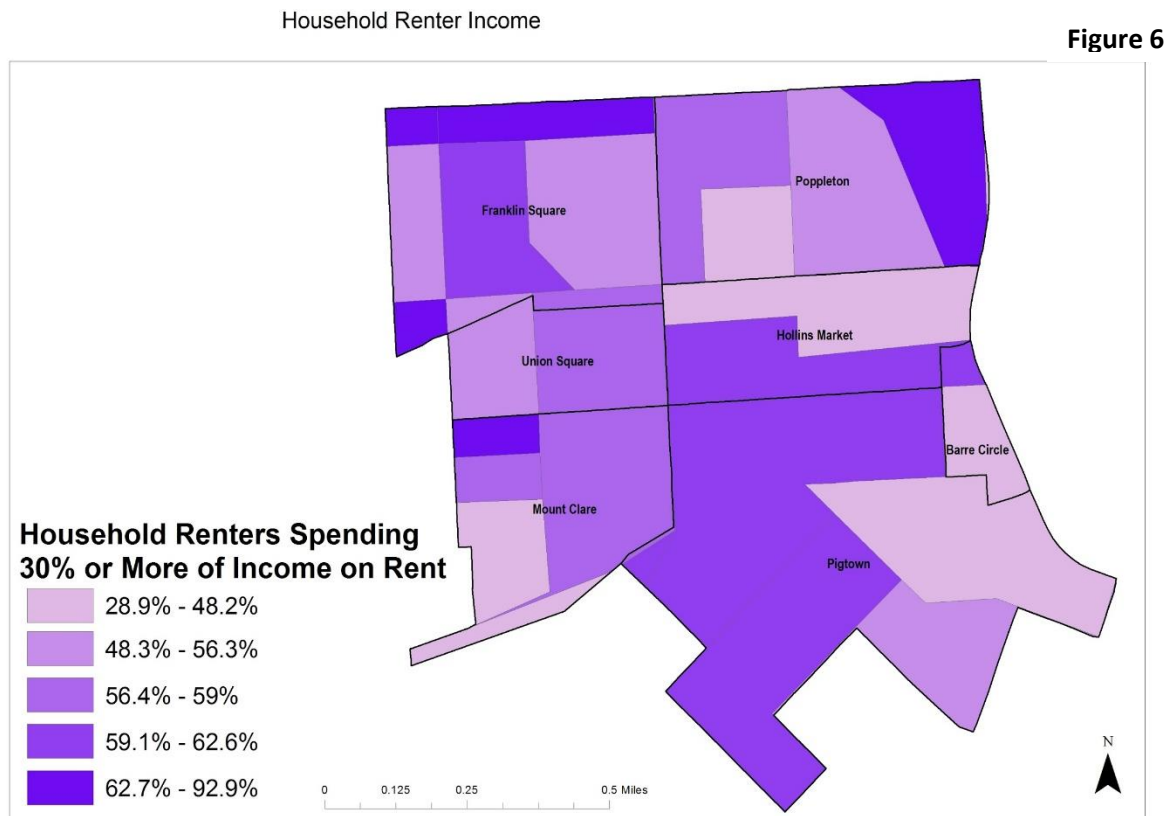 Household Renter Income
Figure 6
Poppleton
Franklin Square
Hollins Market
Union Square
Barre Circle
Mount Clare
Pigtown
Household Renters Spending
30% or More of Income on Rent
28.9% - 48.2%
48.3% - 56.3%
56.4% - 59%
59.1% - 62.6%
62.7% - 92.9%
0 0.125 0.25 0.5 Miles
N